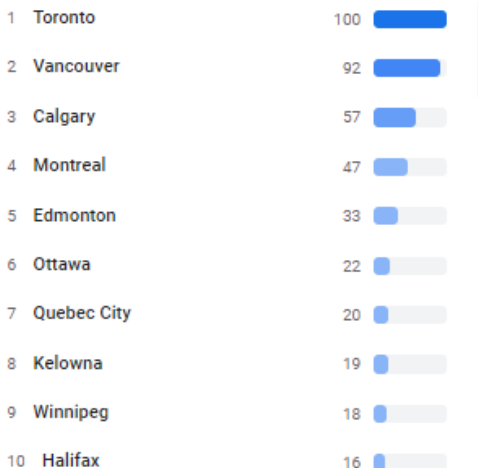 1 Toronto 100
2 Vancouver 92
3 Calgary 57
4 Montreal 47
5 Edmonton 33
6 Ottawa 22
7 Quebec City 20
8 Kelowna 19
9 Winnipeg 18
10 Halifax 16